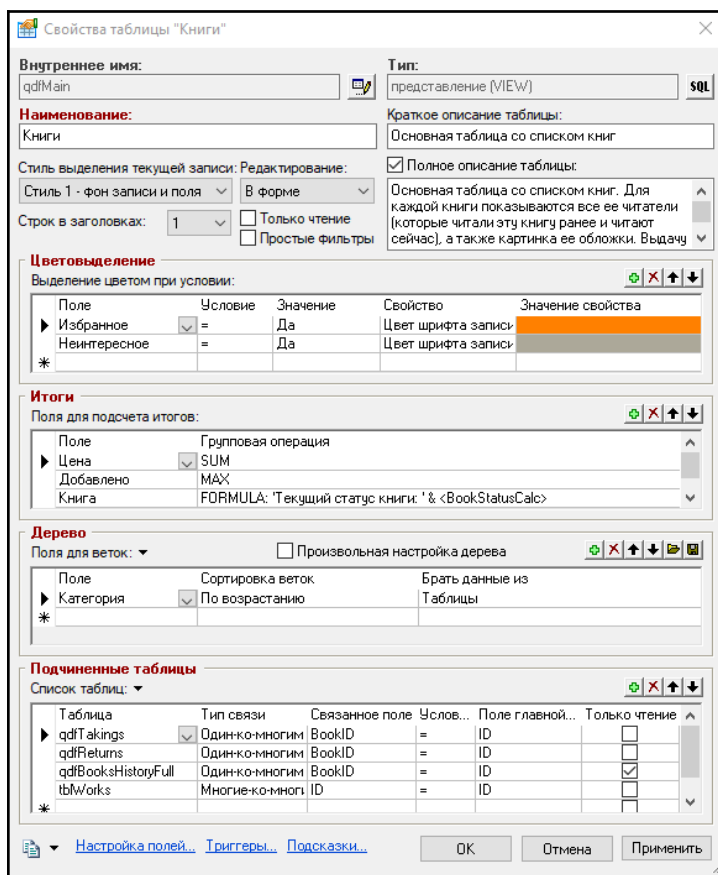 Свойства таблицы "Книги"
Внутреннее имя: Тип:
qdfMain представление (VIEW) SQL
Наименование: Краткое описание таблицы:
Книги Основная таблица со списком книг
Стиль выделения текущей записи: Редактирование: Полное описание таблицы:
Стиль 1 - фон записи и поля В форме Основная таблица со списком книг. Для
каждой книги показываются все ее читатели
Строк в заголовках: 1 Только чтение (которые читали эту книгу ранее и читают
Простые фильтры сейчас), а также картинка ее обложки. Выдачу
Цветовыделение
Выделение цветом при условии:
Поле Условие Значение Свойство Значение свойства
Избранное = Да Цвет шрифта записи
Неинтересное = Да Цвет шрифта записи
Итоги
Поля для подсчета итогов:
Поле Групповая операция
Цена SUM
Добавлено MAX
Книга FORMULA: 'Текущий статус книги: ' & <BookStatusCalc>
Дерево
Поля для веток: Произвольная настройка дерева
Поле Сортировка веток Брать данные из
Категория По возрастанию Таблицы
Подчиненные таблицы
Список таблиц:
Таблица Тип связи Связанное поле Услов... Поле главной... Только чтение
qdfTakings Один-ко-многим BookID = ID
qdfReturns Один-ко-многим BookID = ID
qdfBooksHistoryFull Один-ко-многим BookID = ID
tblWorks Многие-ко-многи ID = ID
Настройка полей... Триггеры... Подсказки... OK Отмена Применить